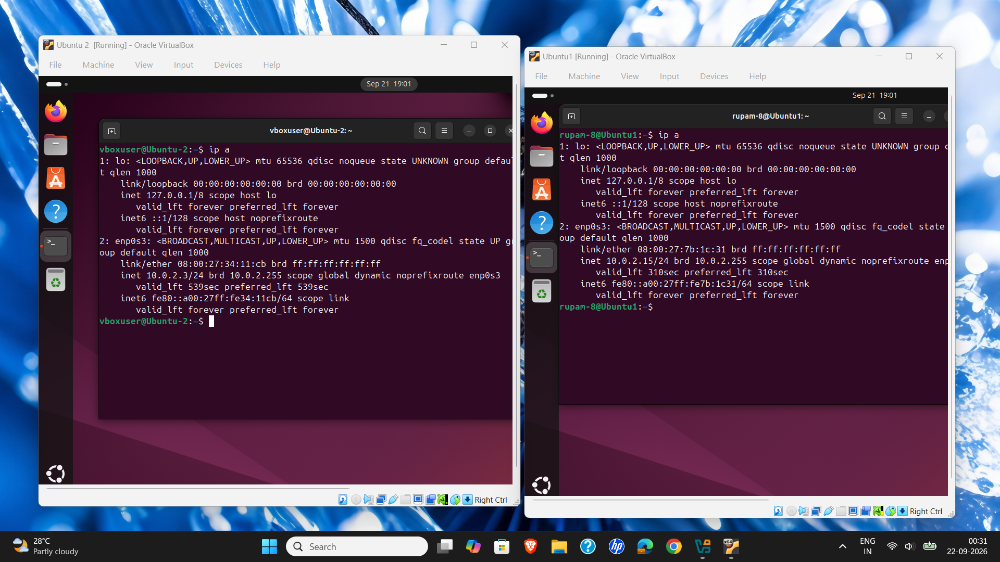 Ubuntu 2  [Running] - Oracle VirtualBox
File Machine View Input Devices Help
Sep 21 19:01
vboxuser@Ubuntu-2: ~
vboxuser@Ubuntu-2:~$ ip a
1: lo: <LOOPBACK,UP,LOWER_UP> mtu 65536 qdisc noqueue state UNKNOWN group defau
t qlen 1000
link/loopback 00:00:00:00:00:00 brd 00:00:00:00:00:00
inet 127.0.0.1/8 scope host lo
valid_lft forever preferred_lft forever
inet6 ::1/128 scope host noprefixroute
valid_lft forever preferred_lft forever
2: enp0s3: <BROADCAST,MULTICAST,UP,LOWER_UP> mtu 1500 qdisc fq_codel state UP gr
oup default qlen 1000
link/ether 08:00:27:34:11:cb brd ff:ff:ff:ff:ff:ff
inet 10.0.2.3/24 brd 10.0.2.255 scope global dynamic noprefixroute enp0s3
valid_lft 539sec preferred_lft 539sec
inet6 fe80::a00:27ff:fe34:11cb/64 scope link
valid_lft forever preferred_lft forever
vboxuser@Ubuntu-2:~$
Right Ctrl
Ubuntu1 [Running] - Oracle VirtualBox
File Machine View Input Devices Help
Sep 21 19:01
rupam-8@Ubuntu1: ~
rupam-8@Ubuntu1:~$ ip a
1: lo: <LOOPBACK,UP,LOWER_UP> mtu 65536 qdisc noqueue state UNKNOWN group
t qlen 1000
link/loopback 00:00:00:00:00:00 brd 00:00:00:00:00:00
inet 127.0.0.1/8 scope host lo
valid_lft forever preferred_lft forever
inet6 ::1/128 scope host noprefixroute
valid_lft forever preferred_lft forever
2: enp0s3: <BROADCAST,MULTICAST,UP,LOWER_UP> mtu 1500 qdisc fq_codel state
oup default qlen 1000
link/ether 08:00:27:7b:1c:31 brd ff:ff:ff:ff:ff:ff
inet 10.0.2.15/24 brd 10.0.2.255 scope global dynamic noprefixroute enp
valid_lft 310sec preferred_lft 310sec
inet6 fe80::a00:27ff:fe7b:1c31/64 scope link
valid_lft forever preferred_lft forever
rupam-8@Ubuntu1:~$
Right Ctrl
28°C
Partly cloudy
Search
ENG
IN
00:31
22-09-2026